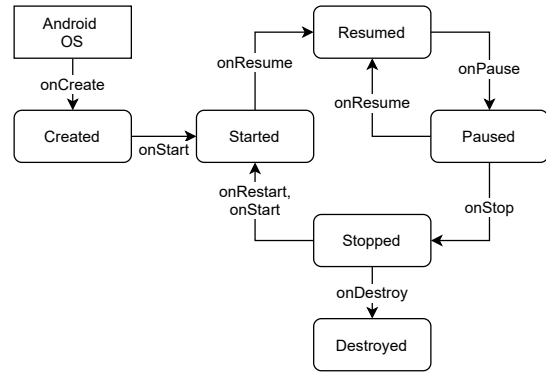 Android
OS
onCreate
Created
onStart
Started
onResume
Resumed
onPause
onResume
Paused
onStop
onRestart,
onStart
Stopped
onDestroy
Destroyed